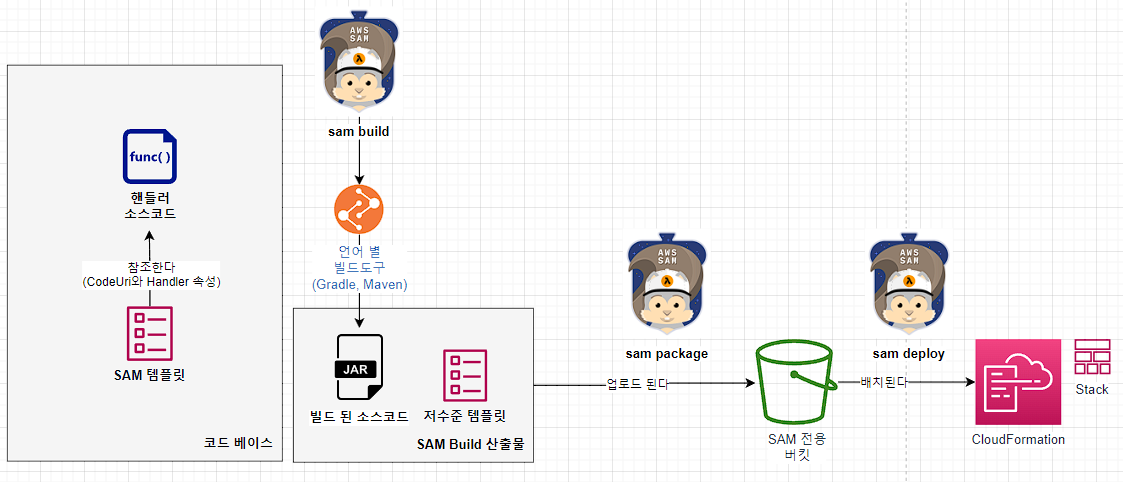 AWS
SAM
sam build
func( )
핸들러
소스코드
참조한다
(CodeUri와 Handler 속성)
SAM 템플릿
코드 베이스
언어 별
빌드도구
(Gradle, Maven)
JAR
빌드 된 소스코드
저수준 템플릿
SAM Build 산출물
AWS
SAM
sam package
업로드 된다
SAM 전용
버킷
AWS
SAM
sam deploy
배치된다
CloudFormation
Stack